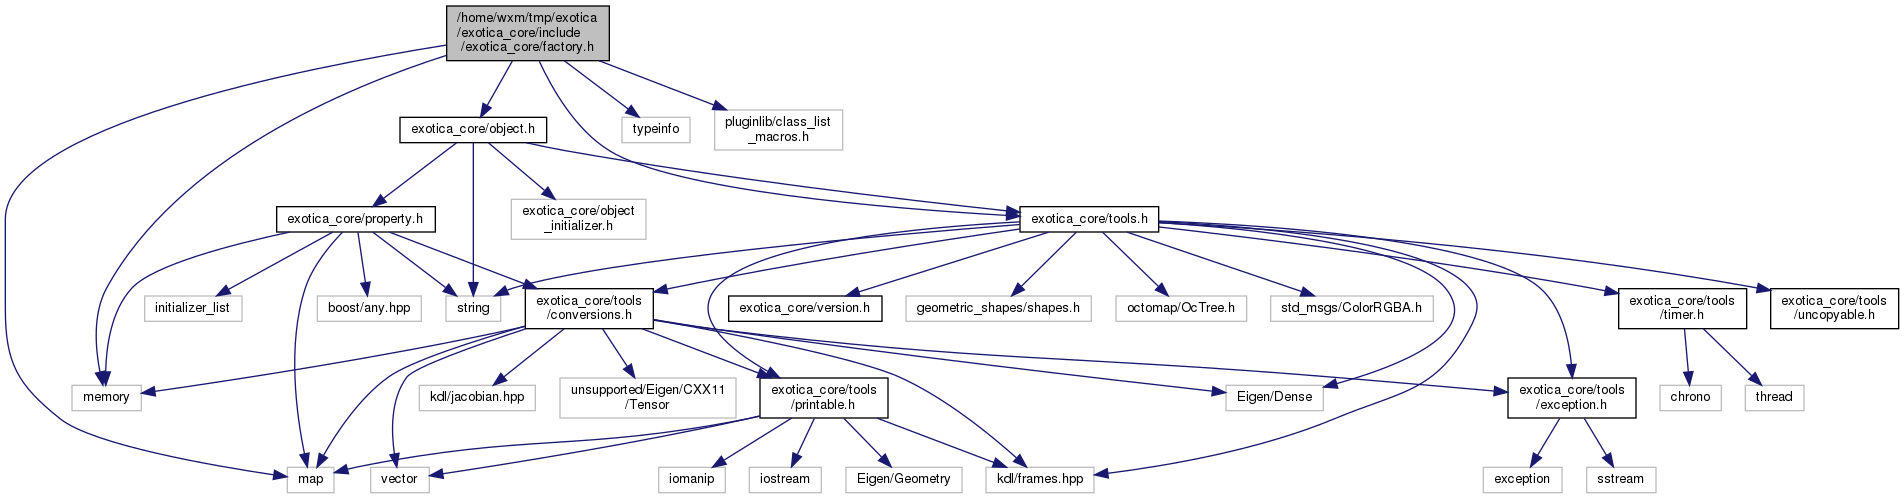 /home/wxm/tmp/exotica
/exotica_core/include
/exotica_core/factory.h
exotica_core/object.h
typeinfo
pluginlib/class_list
_macros.h
exotica_core/property.h
exotica_core/object
_initializer.h
exotica_core/tools.h
initializer_list
boost/any.hpp
string
exotica_core/tools
/conversions.h
exotica_core/version.h
geometric_shapes/shapes.h
octomap/OcTree.h
std_msgs/ColorRGBA.h
exotica_core/tools
/timer.h
exotica_core/tools
/uncopyable.h
memory
kdl/jacobian.hpp
unsupported/Eigen/CXX11
/Tensor
exotica_core/tools
/printable.h
Eigen/Dense
exotica_core/tools
/exception.h
chrono
thread
map
vector
iomanip
iostream
Eigen/Geometry
kdl/frames.hpp
exception
sstream